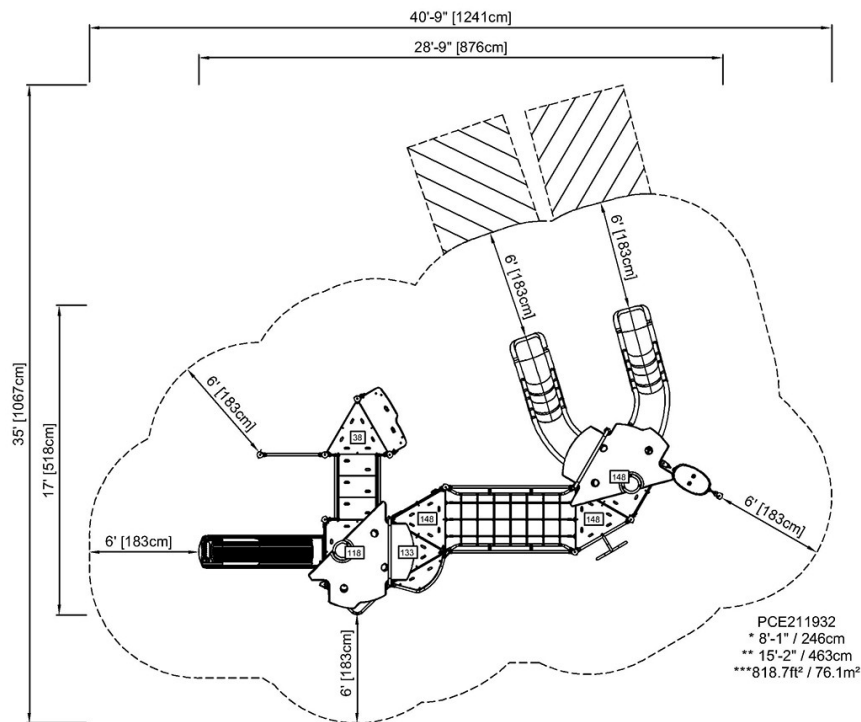 40'-9" [1241cm]
28'-9" [876cm]
35' [1067cm]
17' [518cm]
6' [183cm]
6' [183cm]
6' [183cm]
38
148
148
148
118
133
6' [183cm]
6' [183cm]
6' [183cm]
PCE211932
* 8'-1" / 246cm
** 15'-2" / 463cm
***818.7ft² / 76.1m²